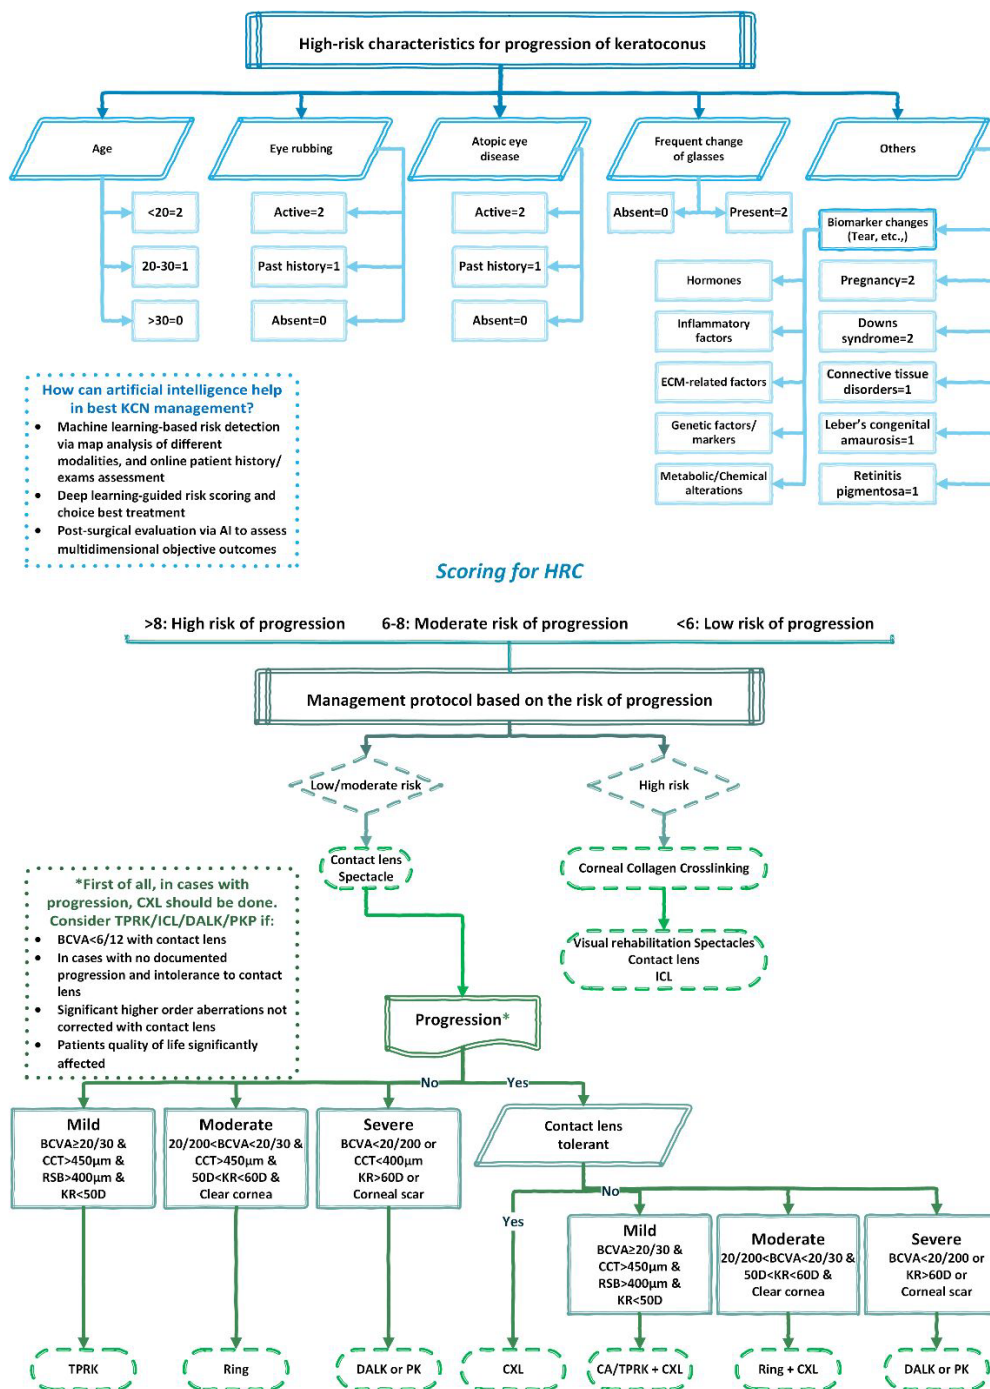 High-risk characteristics for progression of keratoconus
Age
Eye rubbing
Atopic eye
disease
Frequent change
of glasses
Others
<20=2
20-30=1
>30=0
Active=2
Past history=1
Absent=0
Active=2
Past history=1
Absent=0
Absent=0
Present=2
Biomarker changes
(Tear, etc.,)
Hormones
Inflammatory
factors
ECM-related factors
Genetic factors/
markers
Metabolic/Chemical
alterations
Pregnancy=2
Downs
syndrome=2
Connective tissue
disorders=1
Leber's congenital
amaurosis=1
Retinitis
pigmentosa=1
How can artificial intelligence help
in best KCN management?
• Machine learning-based risk detection
via map analysis of different
modalities, and online patient history/
exams assessment
• Deep learning-guided risk scoring and
choice best treatment
• Post-surgical evaluation via AI to assess
multidimensional objective outcomes
Scoring for HRC
>8: High risk of progression
6-8: Moderate risk of progression
<6: Low risk of progression
Management protocol based on the risk of progression
Low/moderate risk
High risk
Contact lens
Spectacle
Corneal Collagen Crosslinking
Visual rehabilitation Spectacles
Contact lens
ICL
*First of all, in cases with
progression, CXL should be done.
Consider TPRK/ICL/DALK/PKP if:
• BCVA<6/12 with contact lens
• In cases with no documented
progression and intolerance to contact
lens
• Significant higher order aberrations not
corrected with contact lens
• Patients quality of life significantly
affected
Progression*
No
Yes
Mild
BCVA≥20/30 &
CCT>450μm &
RSB>400μm &
KR<50D
Moderate
20/200<BCVA<20/30 &
CCT>450μm &
50D<KR<60D &
Clear cornea
Severe
BCVA<20/200 or
CCT<400μm
KR>60D or
Corneal scar
Contact lens
tolerant
Yes
No
Mild
BCVA≥20/30 &
CCT>450μm &
RSB>400μm &
KR<50D
Moderate
20/200<BCVA<20/30 &
50D<KR<60D &
Clear cornea
Severe
BCVA<20/200 or
KR>60D or
Corneal scar
TPRK
Ring
DALK or PK
CXL
CA/TPRK + CXL
Ring + CXL
DALK or PK